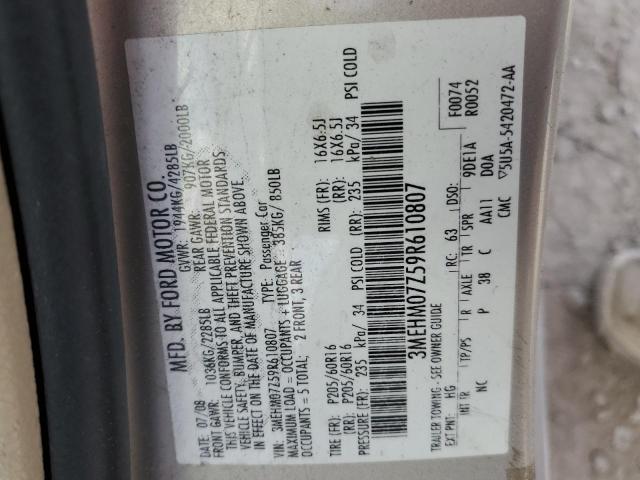 MFD. BY FORD MOTOR CO.
DATE: 07/08 GVWR: 1944KG/4285LB
FRONT GAWR: 1036KG/2285LB REAR GAWR: 907KG/2000LB
THIS VEHICLE CONFORMS TO ALL APPLICABLE FEDERAL MOTOR
VEHICLE SAFETY, BUMPER, AND THEFT PREVENTION STANDARDS
IN EFFECT ON THE DATE OF MANUFACTURE SHOWN ABOVE.
VIN: 3MEHM07Z59R610807 TYPE: Passenger Car
MAXIMUM LOAD = OCCUPANTS + LUGGAGE = 385KG/ 850LB
OCCUPANTS = 5 TOTAL: 2 FRONT, 3 REAR
TIRE (FR): P205/60R16 RIMS (FR): 16X6.5J
(RR): P205/60R16 (RR): 16X6.5J
PRESSURE (FR): 235 kPa/ 34 PSI COLD (RR): 235 kPa/ 34 PSI COLD
3MEHM07Z59R610807
TRAILER TOWING - SEE OWNER GUIDE
F0074
R0052
EXT PNT: HG RC: 63 DSO:
INT TR TP/PS R AXLE TR SPR 9DE1A
NC P 38 C AA11 D0A
CMC 5U5A-5420472-AA